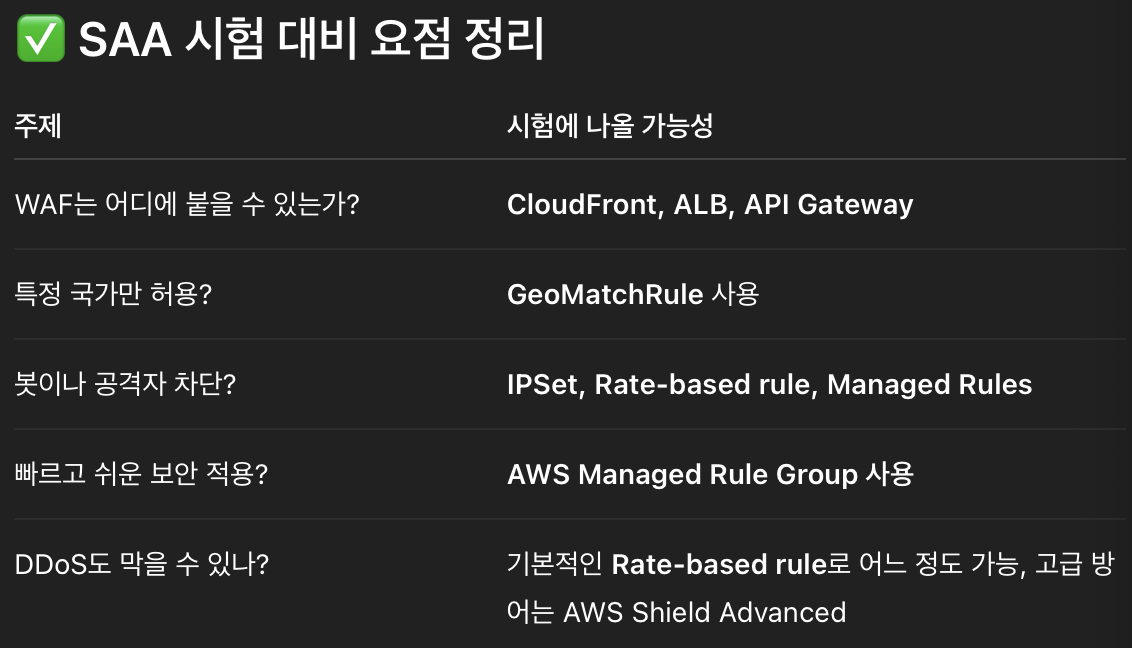 ✅ SAA 시험 대비 요점 정리
주제 시험에 나올 가능성
WAF는 어디에 붙을 수 있는가? CloudFront, ALB, API Gateway
특정 국가만 허용? GeoMatchRule 사용
봇이나 공격자 차단? IPSet, Rate-based rule, Managed Rules
빠르고 쉬운 보안 적용? AWS Managed Rule Group 사용
DDoS도 막을 수 있나? 기본적인 Rate-based rule로 어느 정도 가능, 고급 방
어는 AWS Shield Advanced